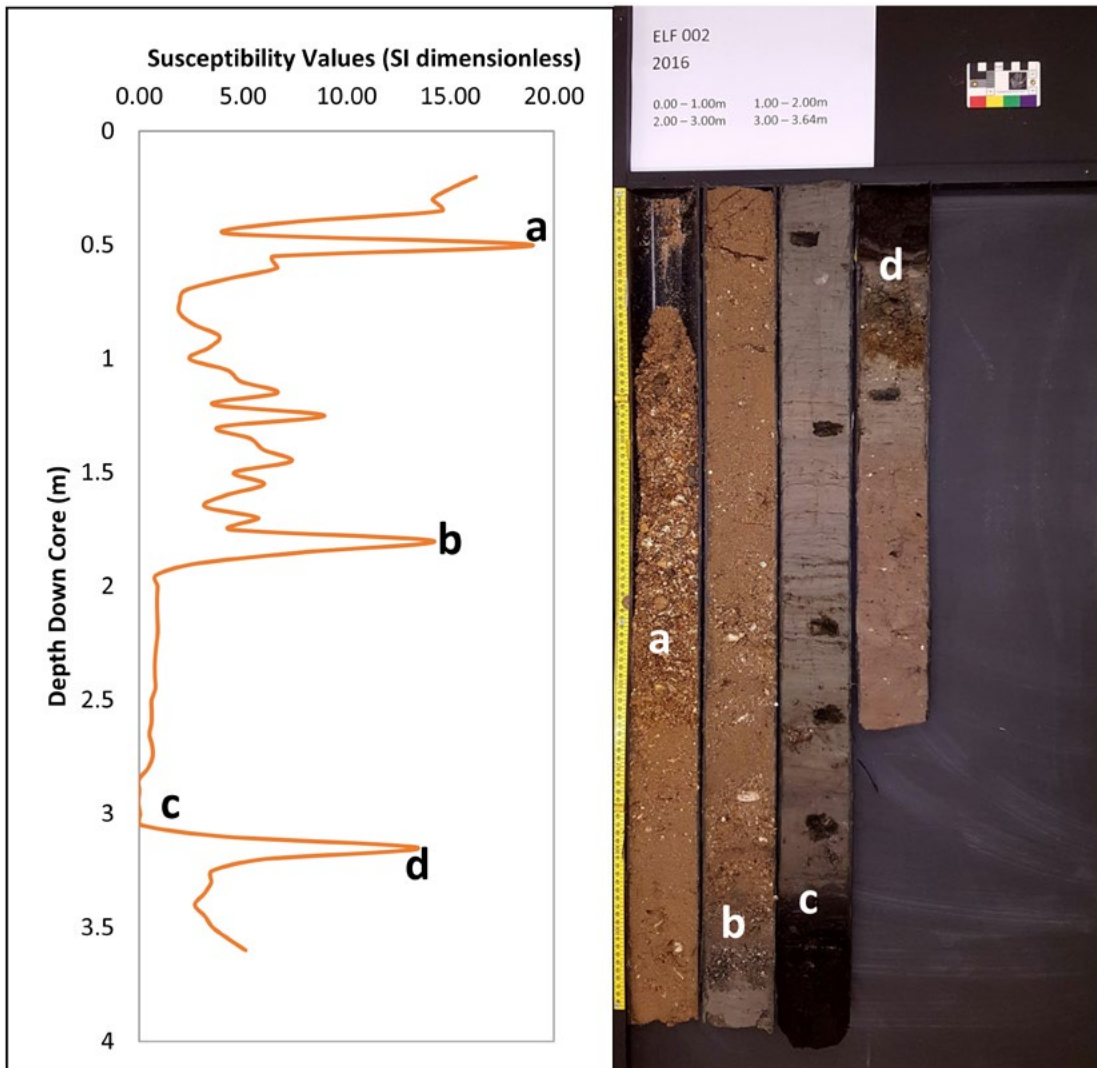 Susceptibility Values (SI dimensionless)
0.00 5.00 10.00 15.00 20.00
0
0.5
1
1.5
2
2.5
3
3.5
4
Depth Down Core (m)
a
b
c
d
ELF 002
2016
0.00 – 1.00m 1.00 – 2.00m
2.00 – 3.00m 3.00 – 3.64m
a
b
c
d